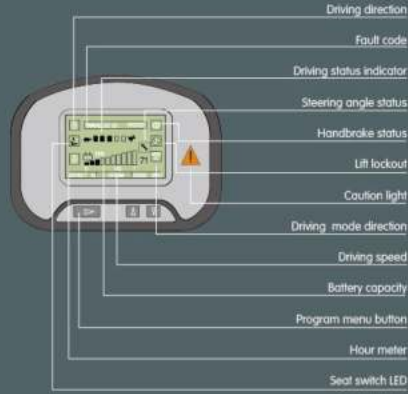 Driving direction
Fault code
Driving status indicator
Steering angle status
Handbrake status
Lift lockout
Caution light
Driving mode direction
Driving speed
Battery capacity
Program menu button
Hour meter
Seat switch LED